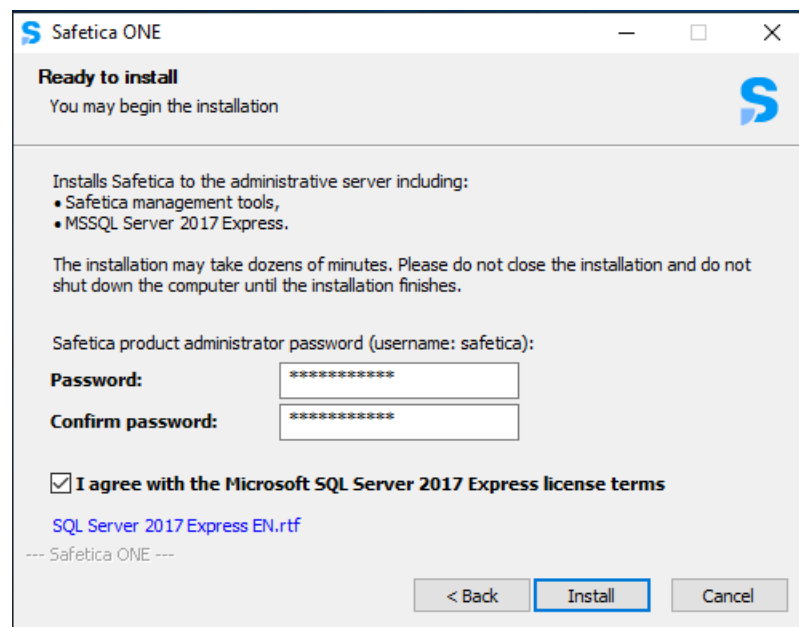 Safetica ONE
Ready to install
You may begin the installation
Installs Safetica to the administrative server including:
• Safetica management tools,
• MSSQL Server 2017 Express.
The installation may take dozens of minutes. Please do not close the installation and do not
shut down the computer until the installation finishes.
Safetica product administrator password (username: safetica):
Password: ***********
Confirm password: ***********
I agree with the Microsoft SQL Server 2017 Express license terms
SQL Server 2017 Express EN.rtf
--- Safetica ONE ---
< Back Install Cancel